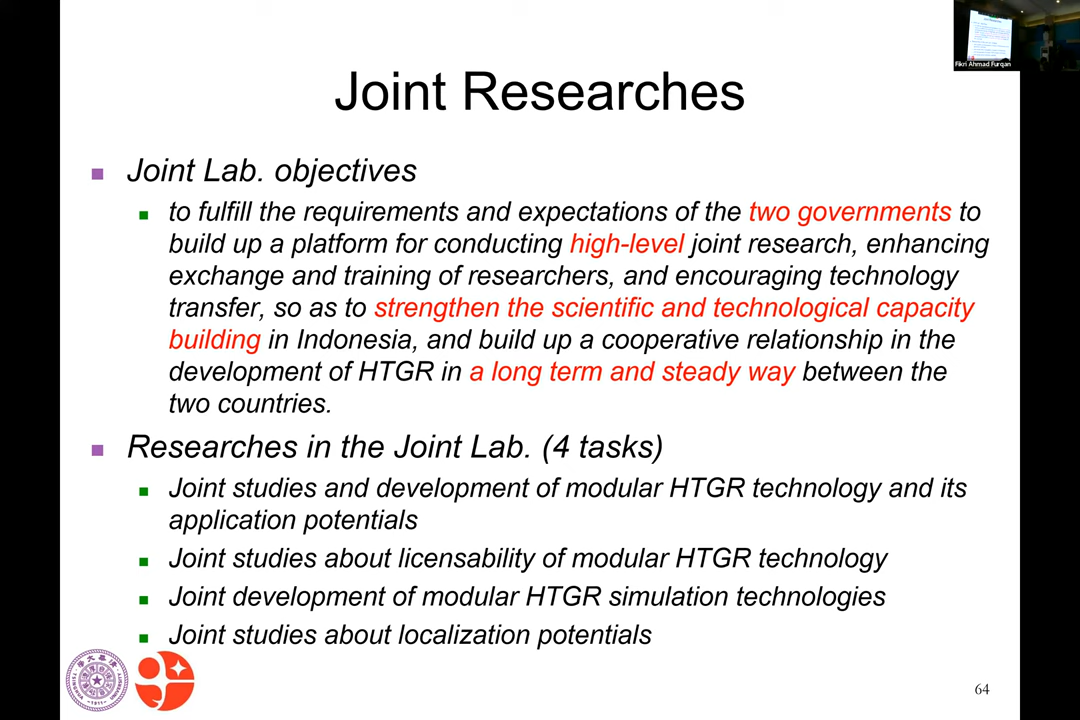 Fikri Ahmad Furqan
Joint Researches
Joint Lab. objectives
to fulfill the requirements and expectations of the two governments to
build up a platform for conducting high-level joint research, enhancing
exchange and training of researchers, and encouraging technology
transfer, so as to strengthen the scientific and technological capacity
building in Indonesia, and build up a cooperative relationship in the
development of HTGR in a long term and steady way between the
two countries.
Researches in the Joint Lab. (4 tasks)
Joint studies and development of modular HTGR technology and its
application potentials
Joint studies about licensability of modular HTGR technology
Joint development of modular HTGR simulation technologies
Joint studies about localization potentials
-1911-
64